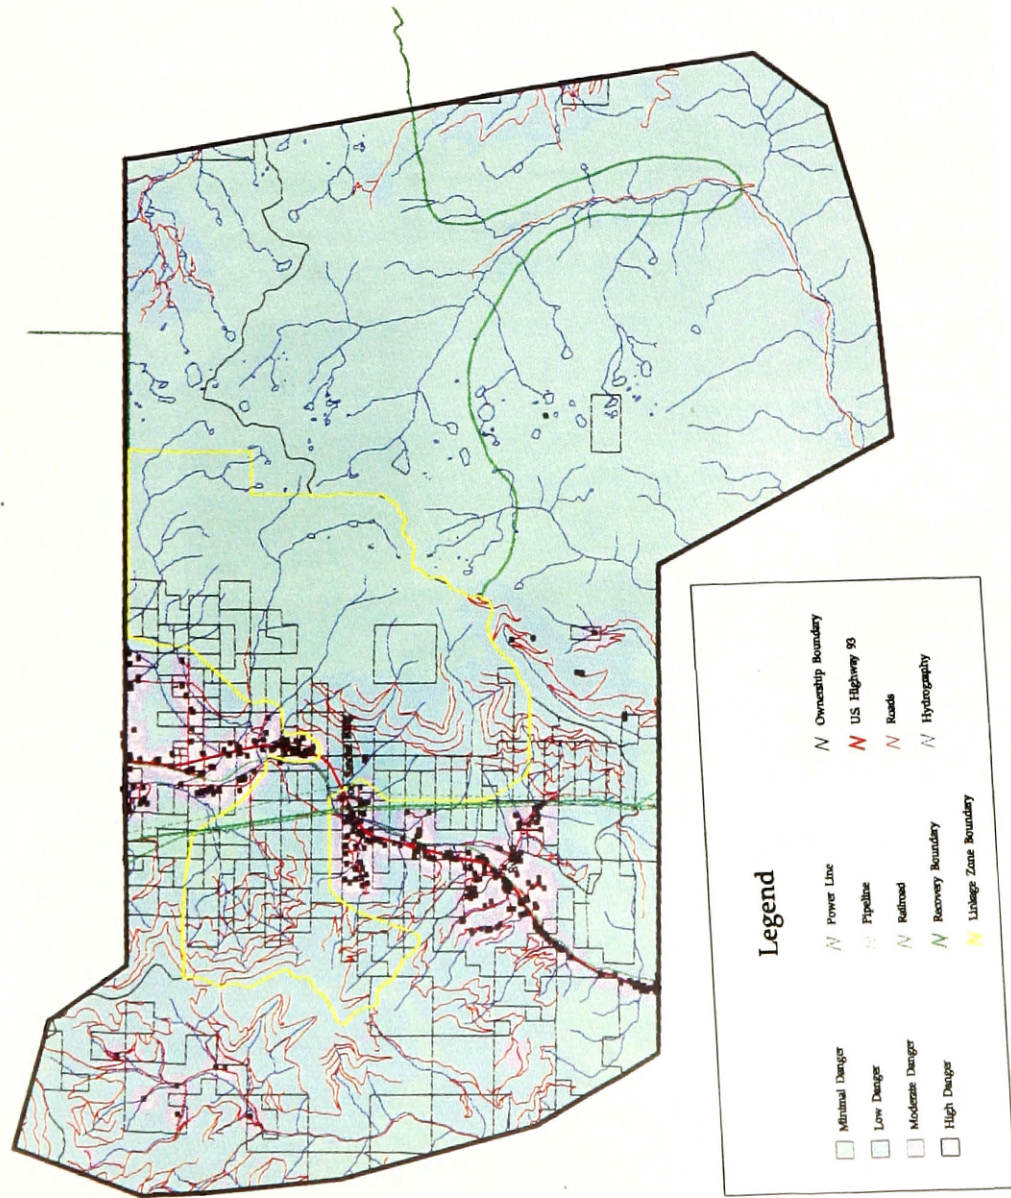 Legend
Minimal Danger
Low Danger
Moderate Danger
High Danger
Power Line
Pipeline
Railroad
Recovery Boundary
Linkage Zone Boundary
Ownership Boundary
US Highway 93
Roads
Hydrography